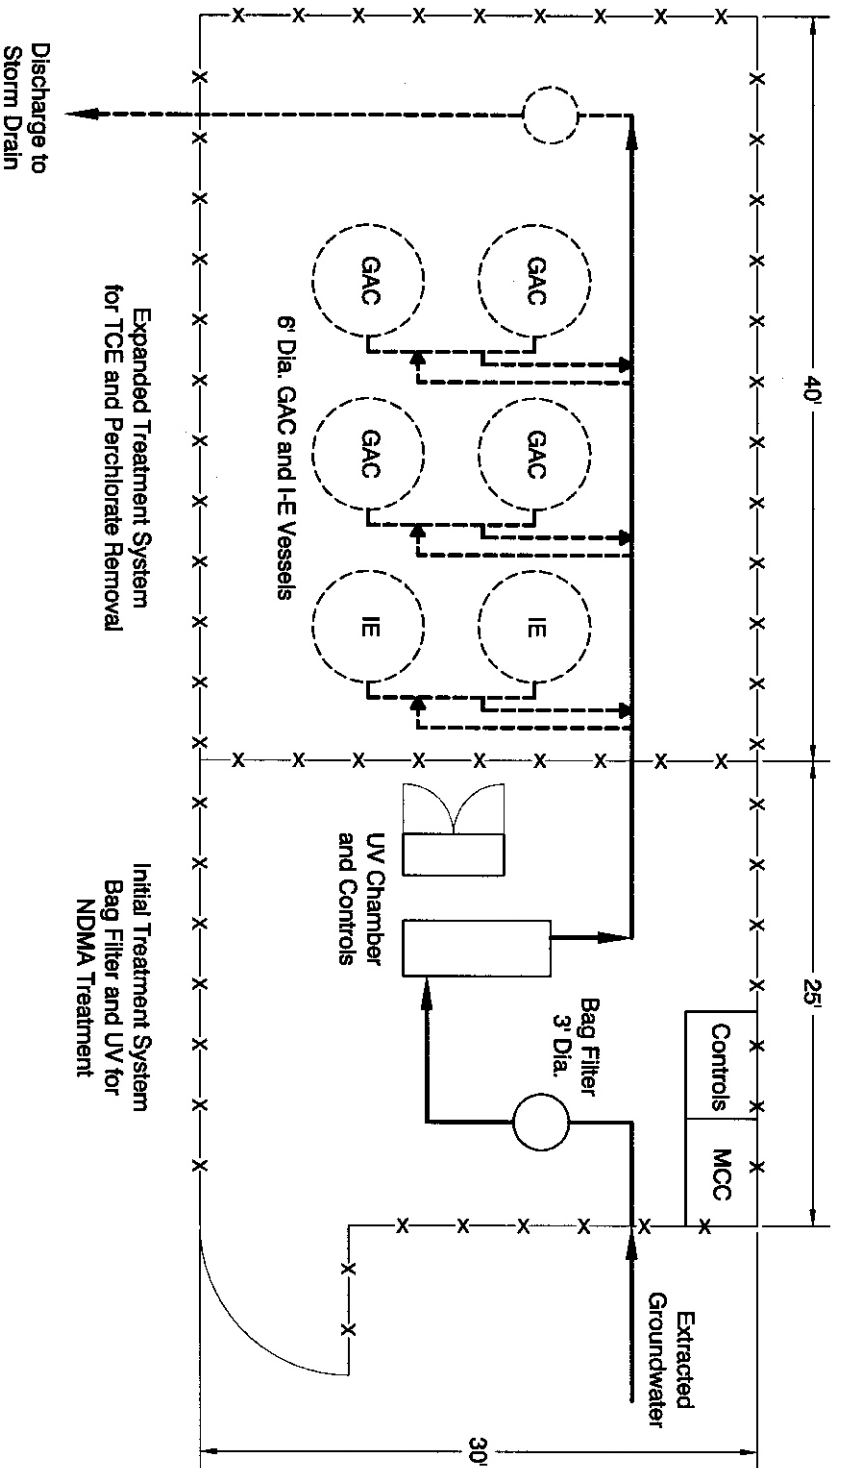 40'
25'
30'
Discharge to
Storm Drain
GAC
GAC
IE
GAC
GAC
IE
6' Dia. GAC and I-E Vessels
Expanded Treatment System
for TCE and Perchlorate Removal
Controls
MCC
Extracted
Groundwater
Bag Filter
3' Dia.
UV Chamber
and Controls
Initial Treatment System
Bag Filter and UV for
NDMA Treatment